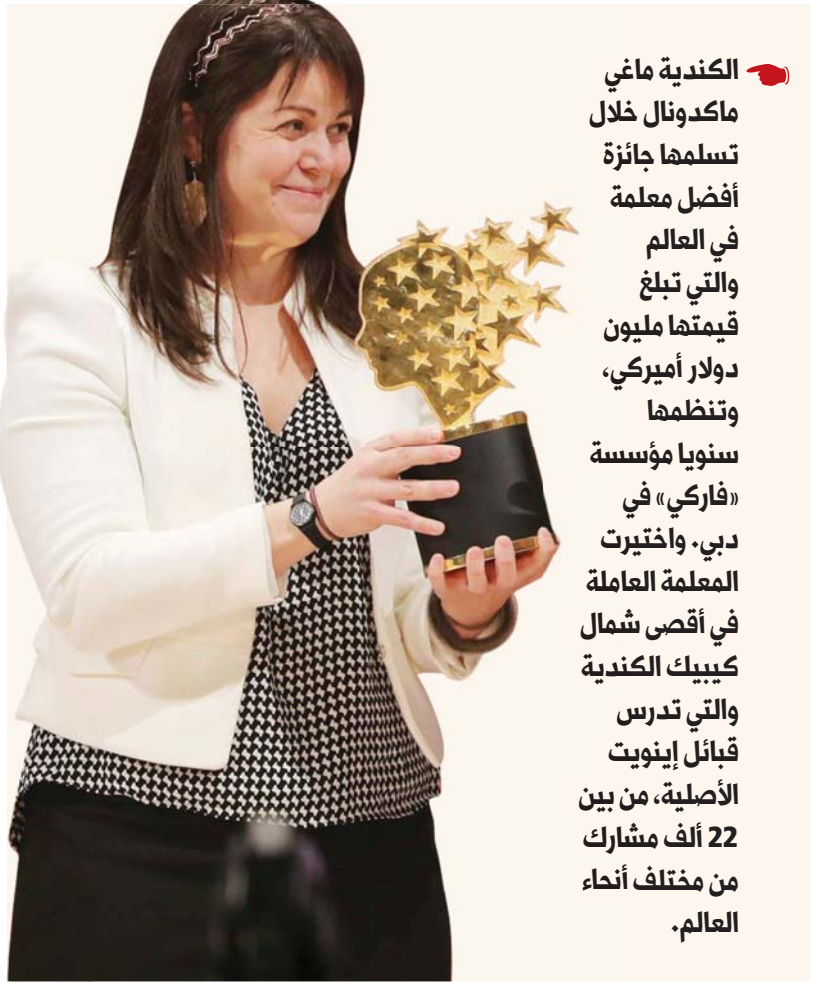 الكندية ماغي
ماكدونال خلال
تسلمها جائزة
أفضل معلمة
في العالم
والتي تبلغ
قيمتها مليون
دولار أميركي،
وتنظمها
سنويا مؤسسة
«فاركي» في
دبي. واختيرت
المعلمة العاملة
في أقصى شمال
كيبيك الكندية
والتي تدرس
قبائل إينويت
الأصلية، من بين
22 ألف مشارك
من مختلف أنحاء
العالم.